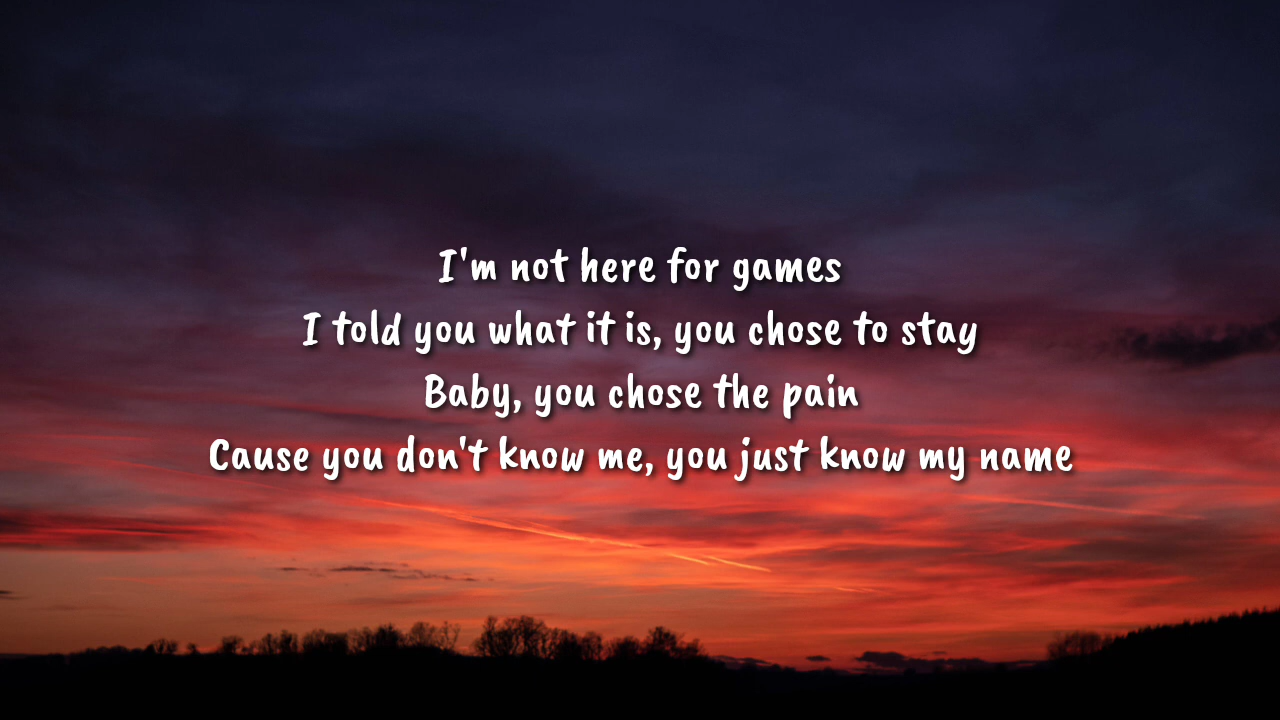 I'm not here for games
I told you what it is, you chose to stay
Baby, you chose the pain
Cause you don't know me, you just know my name